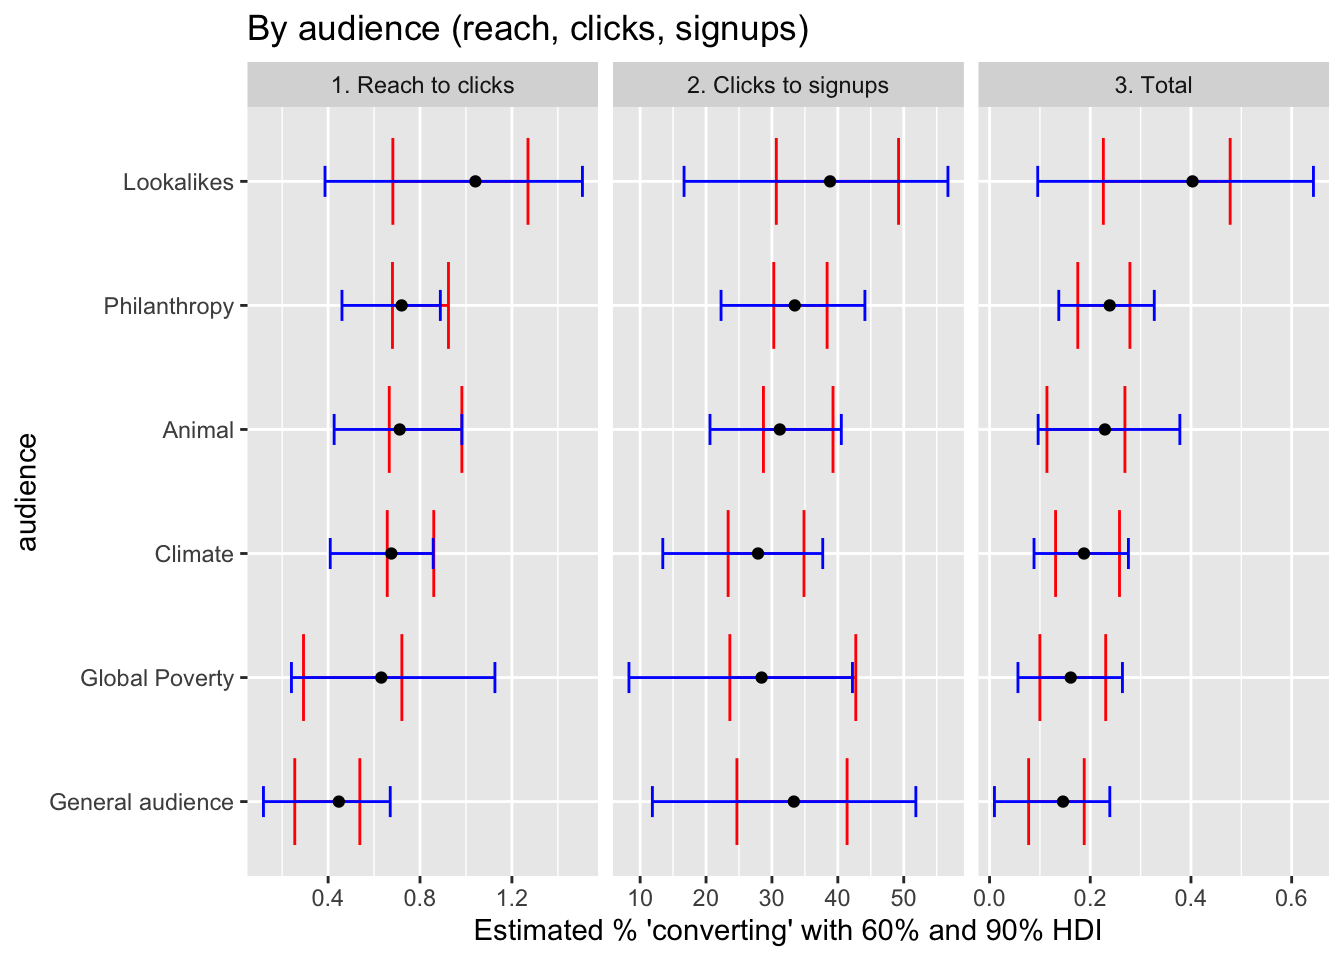 By audience (reach, clicks, signups)
1. Reach to clicks
2. Clicks to signups
3. Total
audience
Lookalikes
Philanthropy
Animal
Climate
Global Poverty
General audience
0.4 0.8 1.2
10 20 30 40 50
0.0 0.2 0.4 0.6
Estimated % 'converting' with 60% and 90% HDI